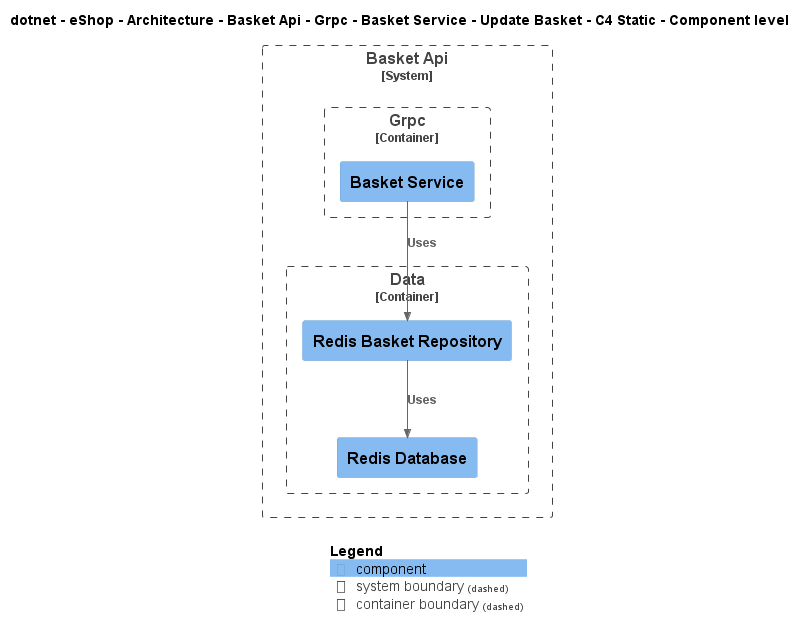 dotnet - eShop - Architecture - Basket Api - Grpc - Basket Service - Update Basket - C4 Static - Component level
Basket Api
[System]
Grpc
[Container]
Basket Service
Uses
Data
[Container]
Redis Basket Repository
Uses
Redis Database
Legend
component
system boundary (dashed)
container boundary (dashed)